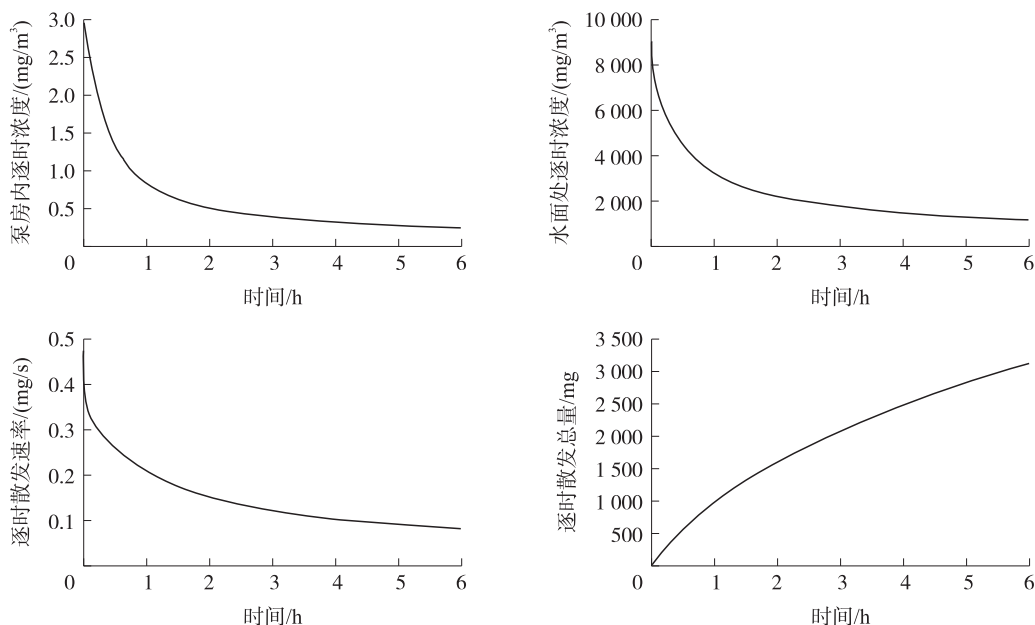 泵房内逐时浓度/(mg/m³)
3.0
2.5
2.0
1.5
1.0
0.5
0 1 2 3 4 5 6
时间/h
水面处逐时浓度/(mg/m³)
10 000
8 000
6 000
4 000
2 000
0 1 2 3 4 5 6
时间/h
逐时散发速率/(mg/s)
0.5
0.4
0.3
0.2
0.1
0 1 2 3 4 5 6
时间/h
逐时散发总量/mg
3 500
3 000
2 500
2 000
1 500
1 000
500
0 1 2 3 4 5 6
时间/h